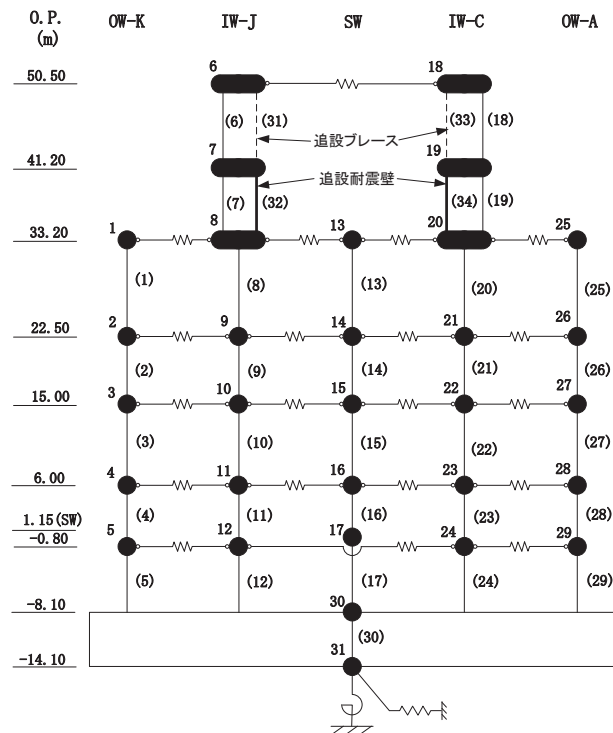 O.P. OW-K IW-J SW IW-C OW-A
(m)
6 18
50.50
(6) (31) (33) (18)
追設ブレース
7 19
41.20
追設耐震壁
(7) (32) (34) (19)
1 8 13 20 25
33.20
(1) (8) (13) (20) (25)
2 9 14 21 26
22.50
(2) (9) (14) (21) (26)
3 10 15 22 27
15.00
(3) (10) (15) (22) (27)
4 11 16 23 28
6.00
(4) (11) (16) (23) (28)
1.15(SW)
5 12 17 24 29
-0.80
(5) (12) (17) (24) (29)
30
-8.10
(30)
31
-14.10